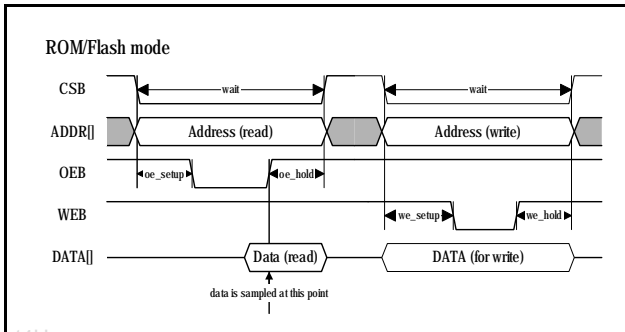 ROM/Flash mode
CSB wait wait
ADDR[] Address (read) Address (write)
OEB oe_setup oe_hold
WEB we_setup we_hold
DATA[] Data (read) DATA (for write)
data is sampled at this point